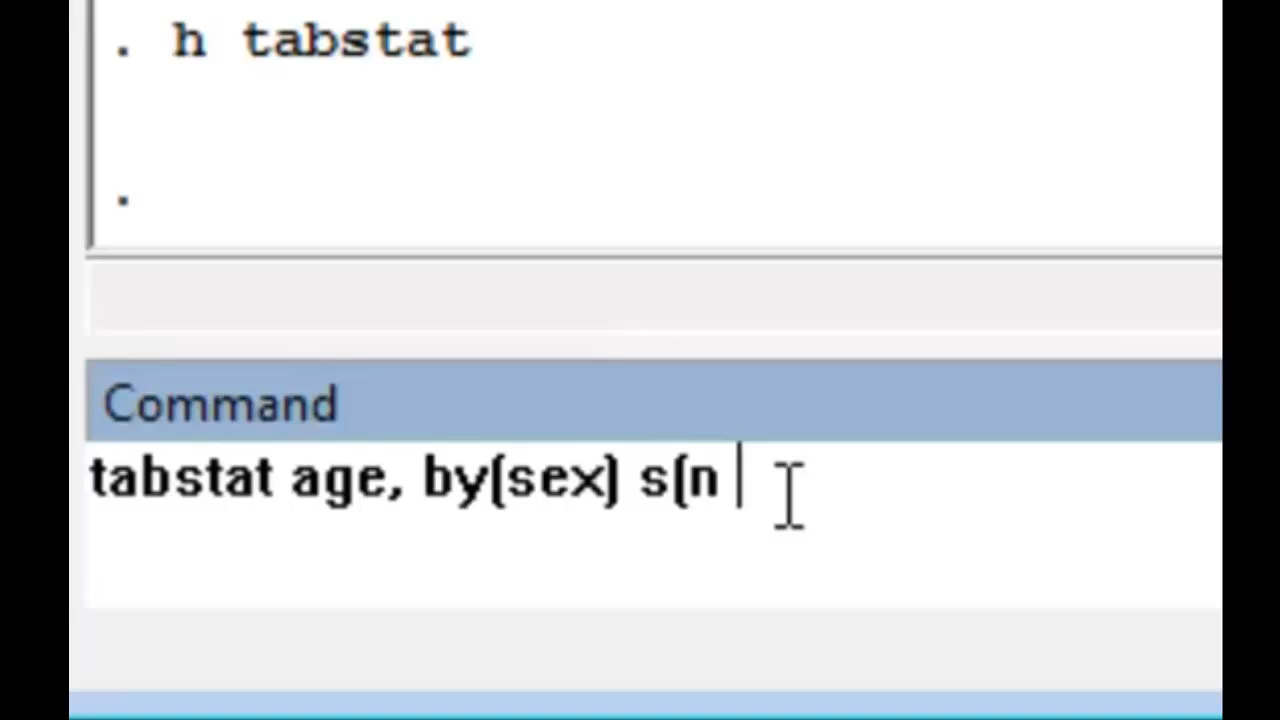 . h tabstat
.
Command
tabstat age, by(sex) s(n